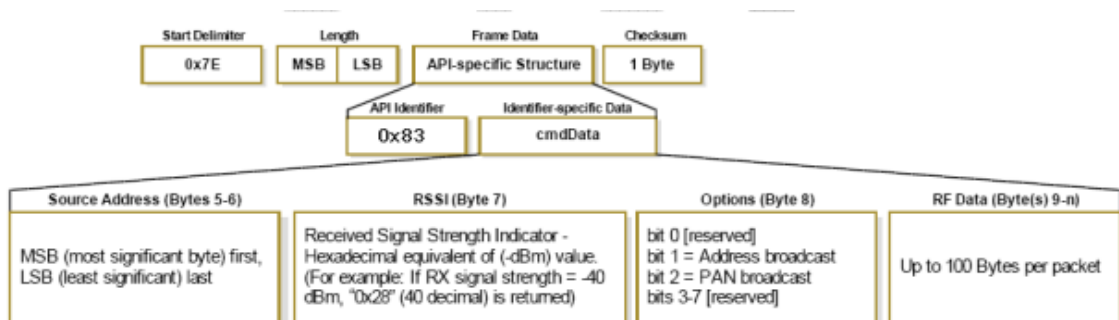 Start Delimiter Length Frame Data Checksum
0x7E MSB LSB API-specific Structure 1 Byte
API Identifier Identifier-specific Data
0x83 cmdData
Source Address (Bytes 5-6)
MSB (most significant byte) first,
LSB (least significant) last
RSSI (Byte 7)
Received Signal Strength Indicator -
Hexadecimal equivalent of (-dBm) value.
(For example: If RX signal strength = -40
dBm, "0x28" (40 decimal) is returned)
Options (Byte 8)
bit 0 [reserved]
bit 1 = Address broadcast
bit 2 = PAN broadcast
bits 3-7 [reserved]
RF Data (Byte(s) 9-n)
Up to 100 Bytes per packet